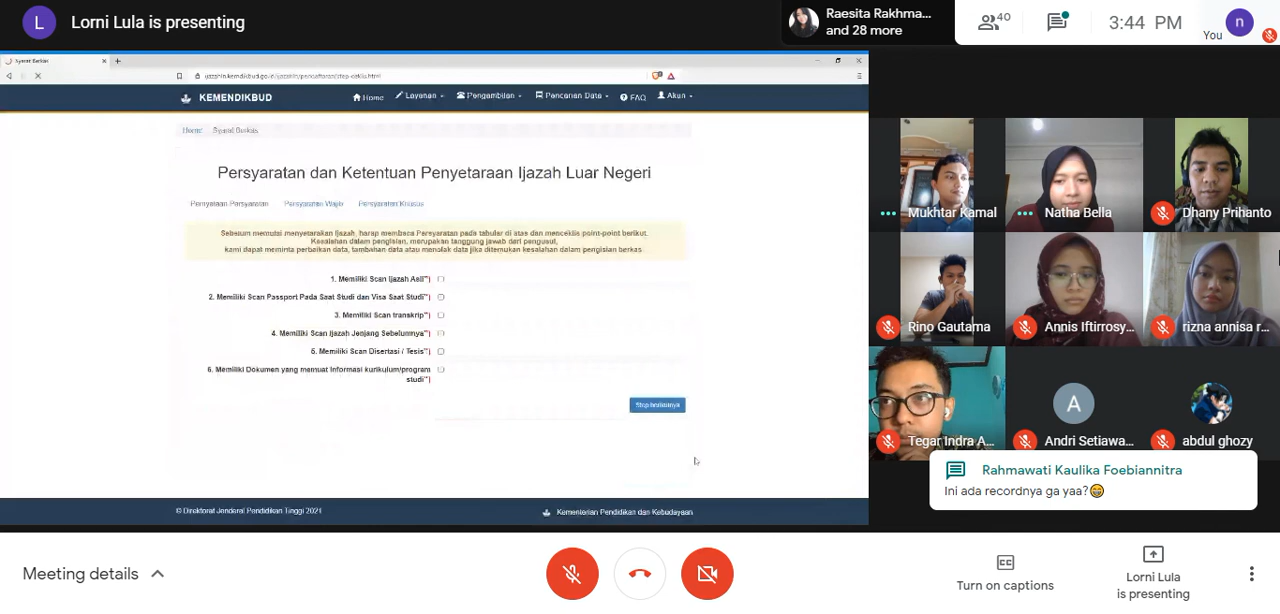 L Lorni Lula is presenting
Raesita Rakhma...
and 28 more
40
3:44 PM
You
n
Syarat Berkas
KEMENDIKBUD
Home
Layanan
Pengambilan
Pencarian Data
FAQ
Akun
Home Syarat Berkas
Persyaratan dan Ketentuan Penyetaraan Ijazah Luar Negeri
Pernyataan Persyaratan Persyaratan Wajib Persyaratan Khusus
Sebelum memulai menyetarakan Ijazah, harap membaca Persyaratan pada tabular di atas dan menceklis point-point berikut.
Kesalahan dalam pengisian, merupakan tanggung jawab dari pengusul,
kami dapat meminta perbaikan data, tambahan data atau menolak data jika ditemukan kesalahan dalam pengisian berkas.
1. Memiliki Scan Ijazah Asli*)
2. Memiliki Scan Passport Pada Saat Studi dan Visa Saat Studi*)
3. Memiliki Scan transkrip*)
4. Memiliki Scan Ijazah Jenjang Sebelumnya*)
5. Memiliki Scan Disertasi / Tesis*)
6. Memiliki Dokumen yang memuat Informasi kurikulum/program
studi*)
Step berikutnya
© Direktorat Jenderal Pendidikan Tinggi 2021
Kementerian Pendidikan dan Kebudayaan
Mukhtar Kamal
Natha Bella
Dhany Prihanto
Rino Gautama
Annis Iftirrosy...
rizna annisa r...
Tegar Indra A...
A
Andri Setiawa...
abdul ghozy
Rahmawati Kaulika Foebiannitra
Ini ada recordnya ga yaa?😁
Meeting details
Turn on captions
Lorni Lula
is presenting